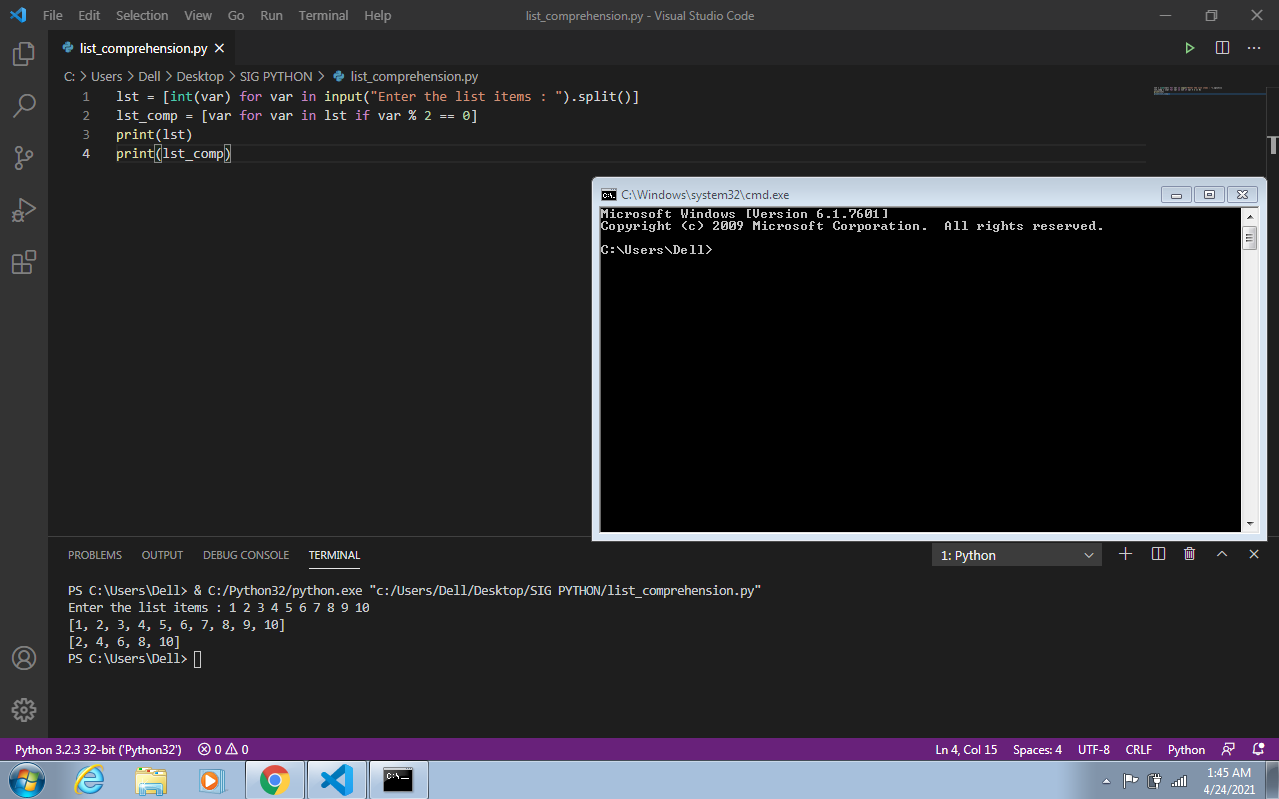 File Edit Selection View Go Run Terminal Help list_comprehension.py - Visual Studio Code
list_comprehension.py
C: > Users > Dell > Desktop > SIG PYTHON > list_comprehension.py
1 lst = [int(var) for var in input("Enter the list items : ").split()]
2 lst_comp = [var for var in lst if var % 2 == 0]
3 print(lst)
4 print(lst_comp)
C:\Windows\system32\cmd.exe
Microsoft Windows [Version 6.1.7601]
Copyright (c) 2009 Microsoft Corporation.  All rights reserved.
C:\Users\Dell>
PROBLEMS OUTPUT DEBUG CONSOLE TERMINAL 1: Python
PS C:\Users\Dell> & C:/Python32/python.exe "c:/Users/Dell/Desktop/SIG PYTHON/list_comprehension.py"
Enter the list items : 1 2 3 4 5 6 7 8 9 10
[1, 2, 3, 4, 5, 6, 7, 8, 9, 10]
[2, 4, 6, 8, 10]
PS C:\Users\Dell>
Python 3.2.3 32-bit ('Python32') 0 0 Ln 4, Col 15 Spaces: 4 UTF-8 CRLF Python
1:45 AM
4/24/2021